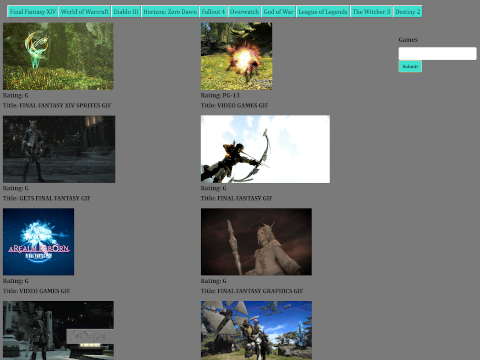 Final Fantasy XIV World of Warcraft Diablo III Horizon: Zero Dawn Fallout 4 Overwatch God of War League of Legends The Witcher 3 Destiny 2
Games
Submit
Rating: G
Title: FINAL FANTASY XIV SPRITES GIF
Rating: PG-13
Title: VIDEO GAMES GIF
Rating: G
Title: GETS FINAL FANTASY GIF
Rating: G
Title: FINAL FANTASY GIF
A REALM REBORN
FINAL FANTASY
Rating: G
Title: VIDEO GAMES GIF
Rating: G
Title: FINAL FANTASY GRAPHICS GIF